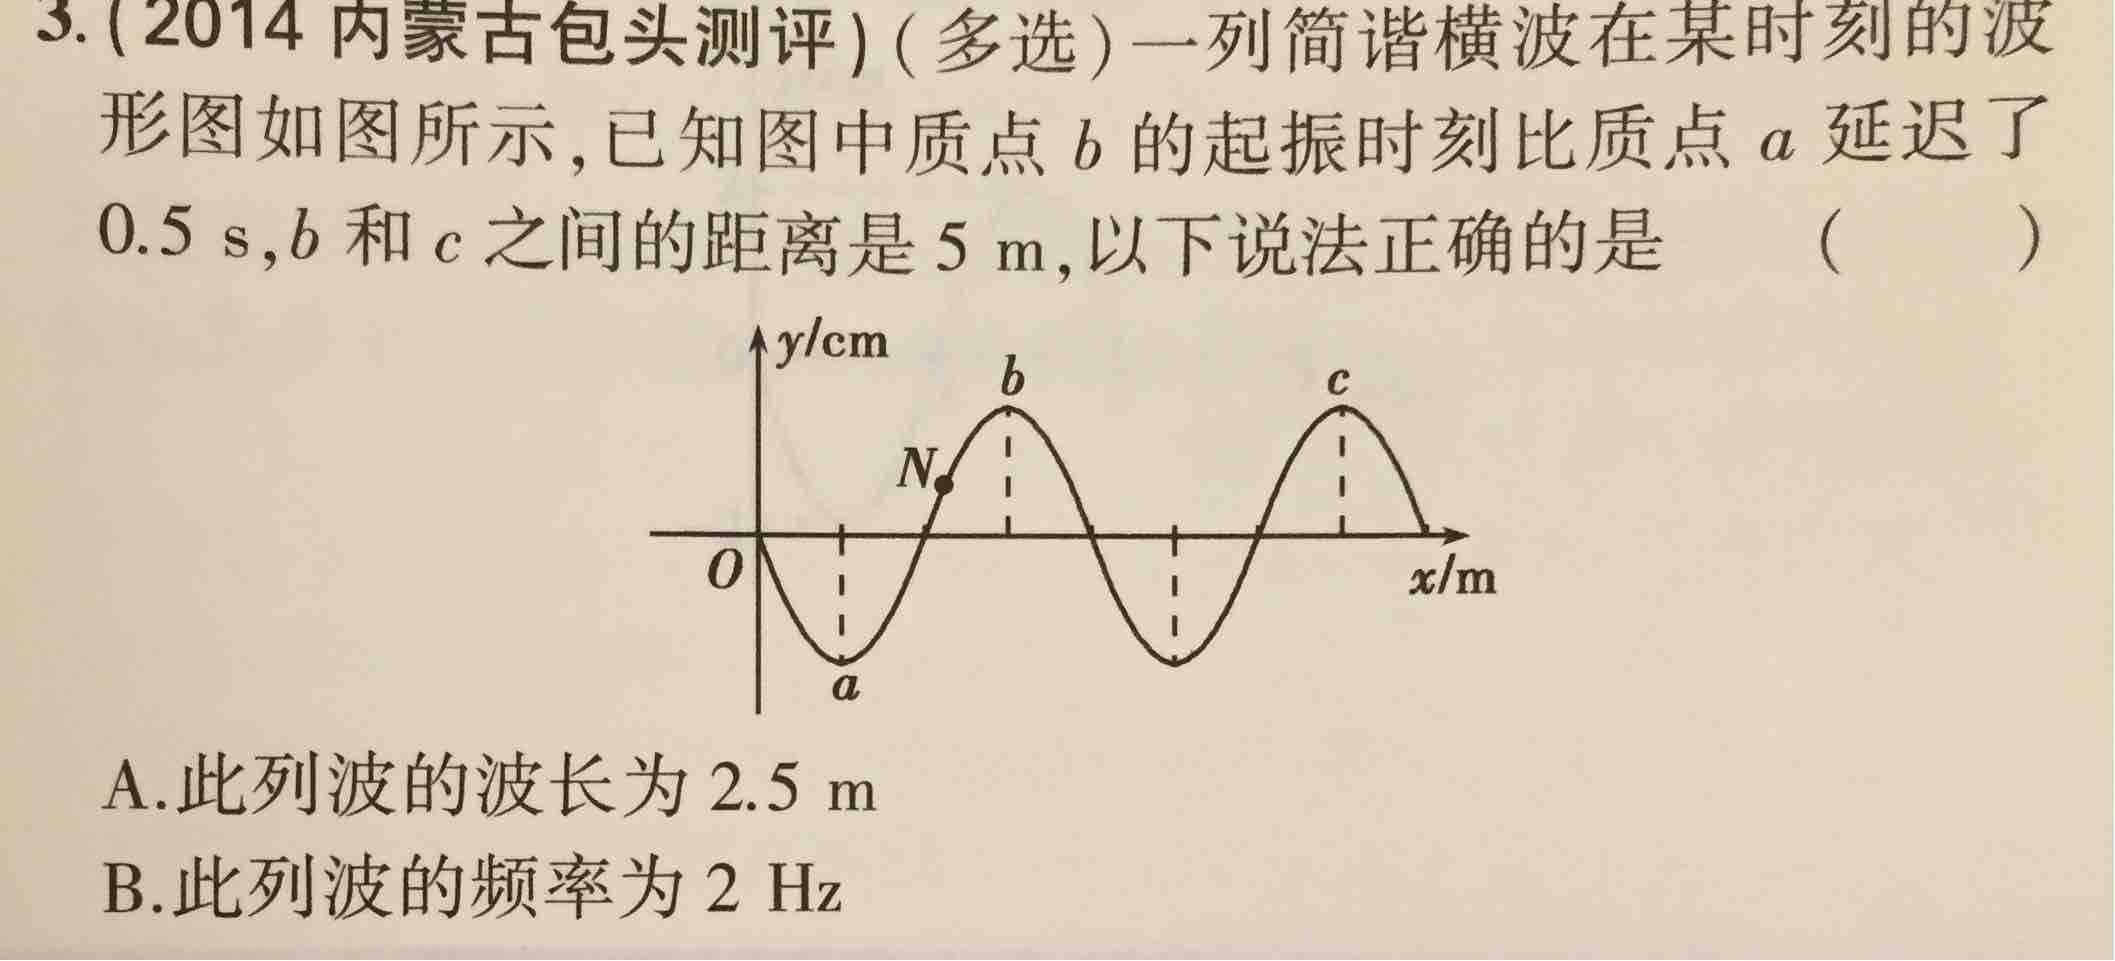 3.(2014 内蒙古包头测评)(多选)一列简谐横波在某时刻的波
形图如图所示,已知图中质点 b 的起振时刻比质点 a 延迟了
0.5 s,b 和 c 之间的距离是 5 m,以下说法正确的是 ( )
y/cm
b
c
N
O
x/m
a
A.此列波的波长为 2.5 m
B.此列波的频率为 2 Hz